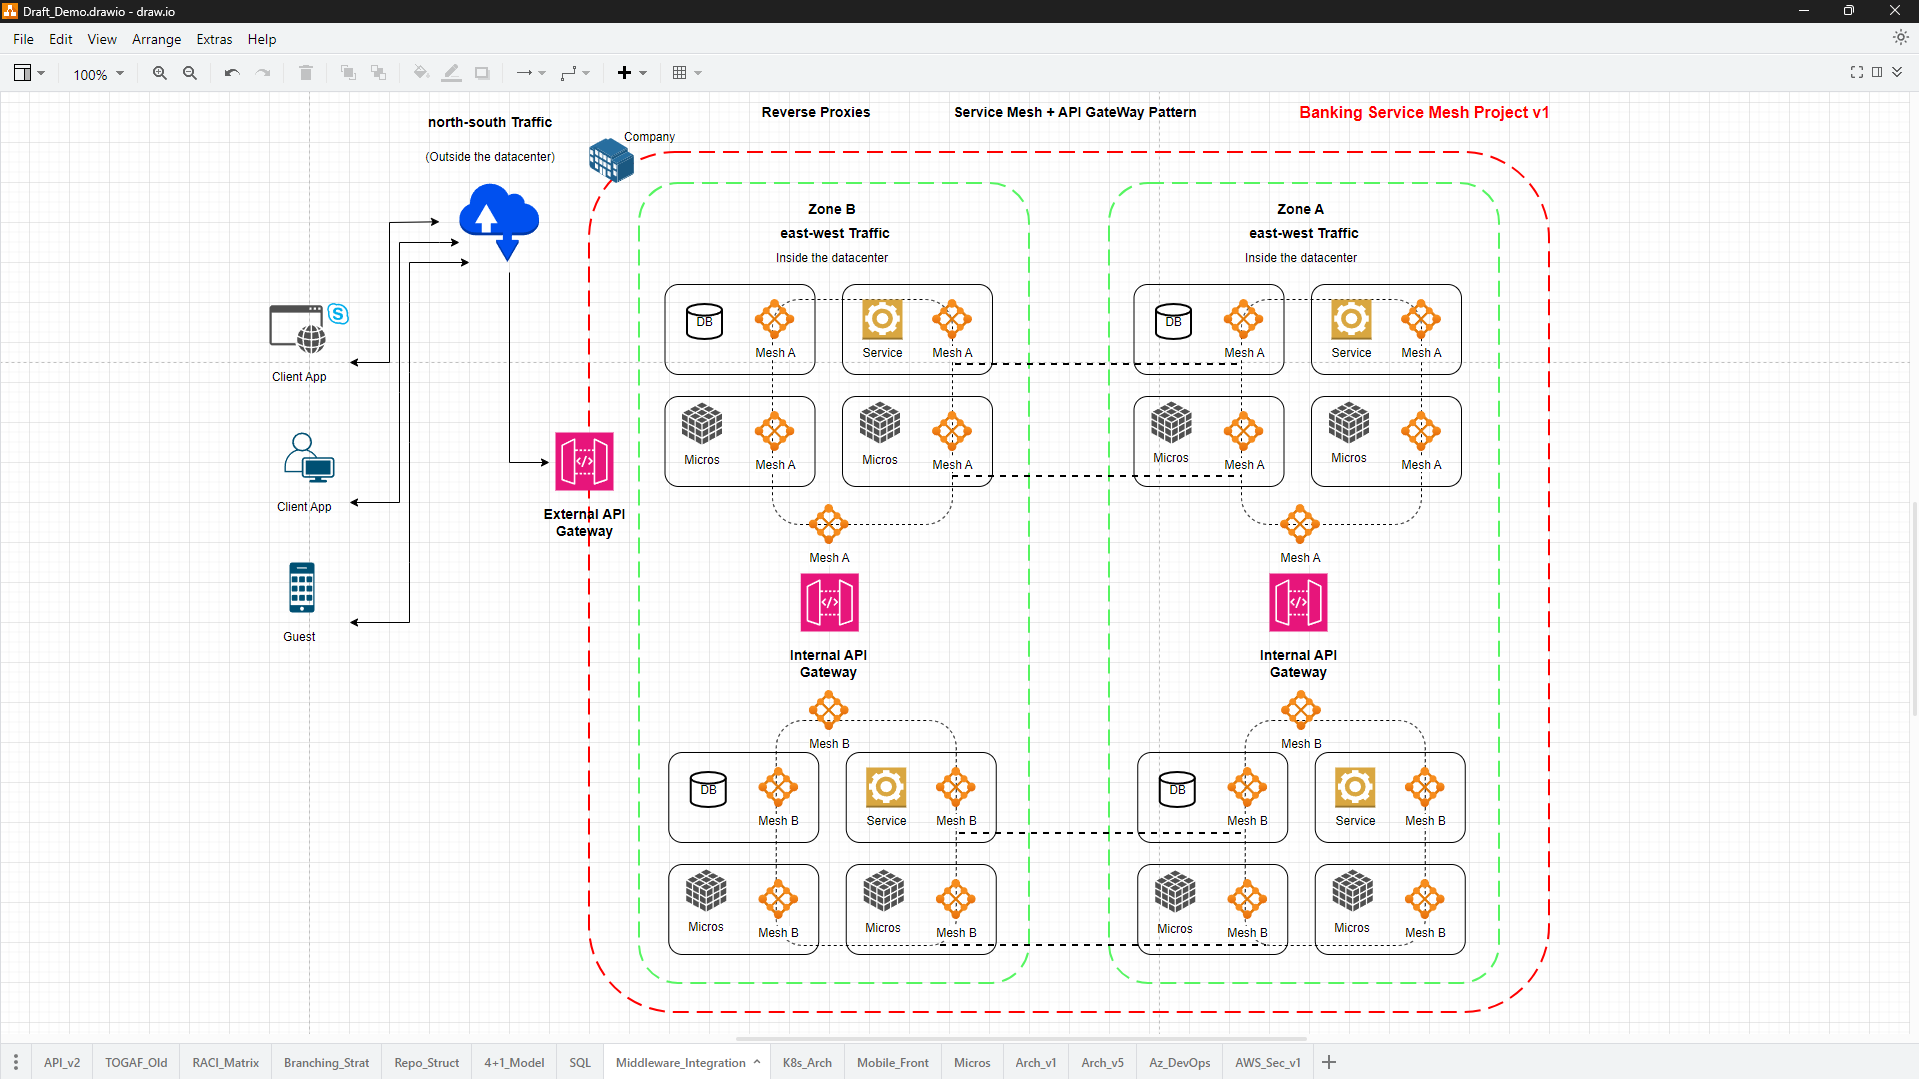 Draft_Demo.drawio - draw.io
File Edit View Arrange Extras Help
100%
north-south Traffic
(Outside the datacenter)
Company
Reverse Proxies
Service Mesh + API GateWay Pattern
Banking Service Mesh Project v1
Client App
Client App
Guest
External API
Gateway
Zone B
east-west Traffic
Inside the datacenter
DB
Mesh A
Service
Mesh A
Micros
Mesh A
Micros
Mesh A
Mesh A
Internal API
Gateway
Mesh B
DB
Mesh B
Service
Mesh B
Micros
Mesh B
Micros
Mesh B
Zone A
east-west Traffic
Inside the datacenter
DB
Mesh A
Service
Mesh A
Micros
Mesh A
Micros
Mesh A
Mesh A
Internal API
Gateway
Mesh B
DB
Mesh B
Service
Mesh B
Micros
Mesh B
Micros
Mesh B
API_v2 TOGAF_Old RACI_Matrix Branching_Strat Repo_Struct 4+1_Model SQL Middleware_Integration K8s_Arch Mobile_Front Micros Arch_v1 Arch_v5 Az_DevOps AWS_Sec_v1